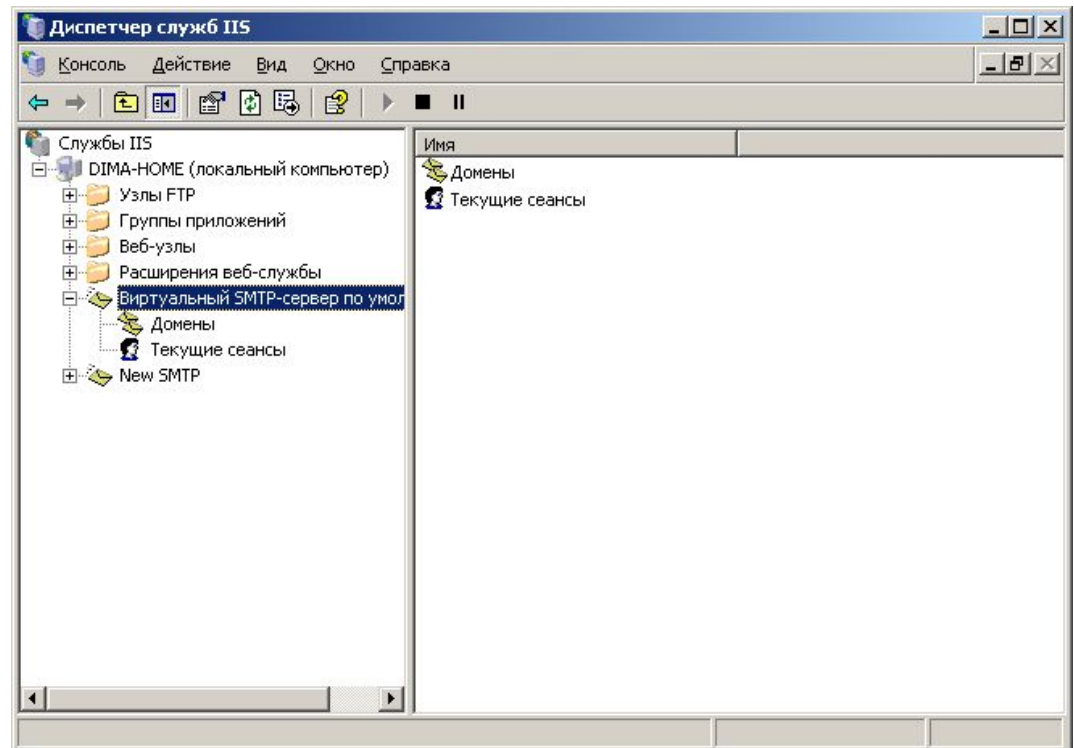 Диспетчер служб IIS
Консоль Действие Вид Окно Справка
Службы IIS
DIMA-HOME (локальный компьютер)
Узлы FTP
Группы приложений
Веб-узлы
Расширения веб-службы
Виртуальный SMTP-сервер по умол
Домены
Текущие сеансы
New SMTP
Имя
Домены
Текущие сеансы